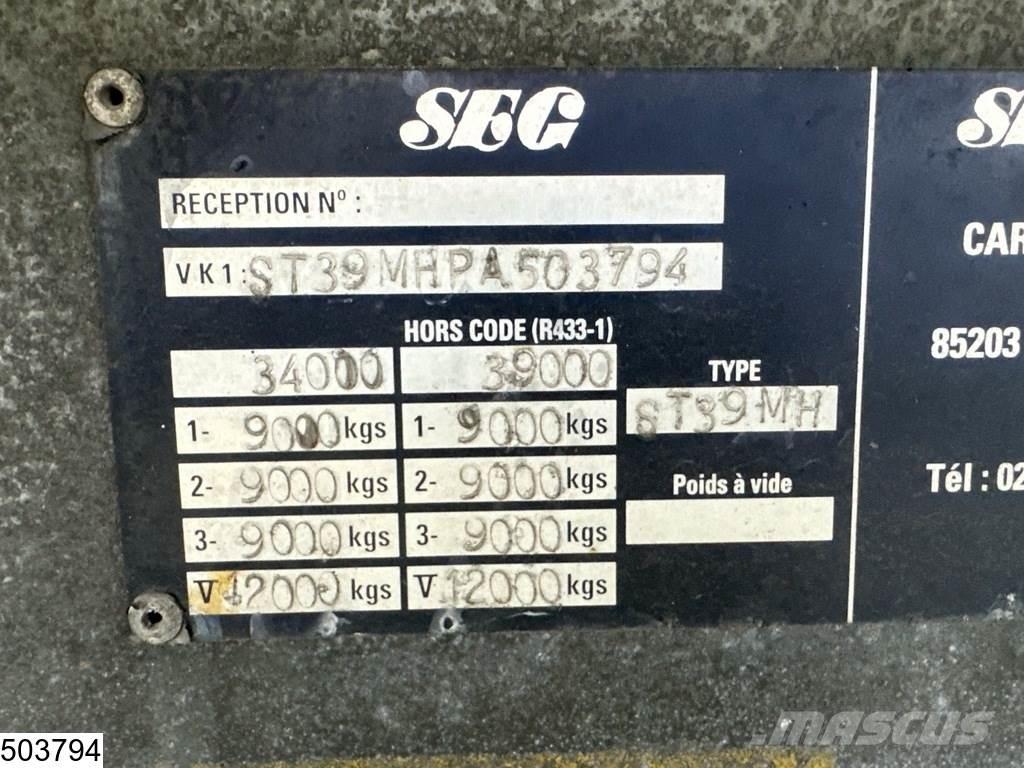 SEG
RECEPTION Nº :
VK1: ST39MHPA503794
HORS CODE (R433-1)
34000 39000
TYPE
ST39MH
1- 9000 kgs 1- 9000 kgs
2- 9000 kgs 2- 9000 kgs
Poids à vide
3- 9000 kgs 3- 9000 kgs
V 12000 kgs V 12000 kgs
CAR
85203
Tél : 02
MASCUS
503794